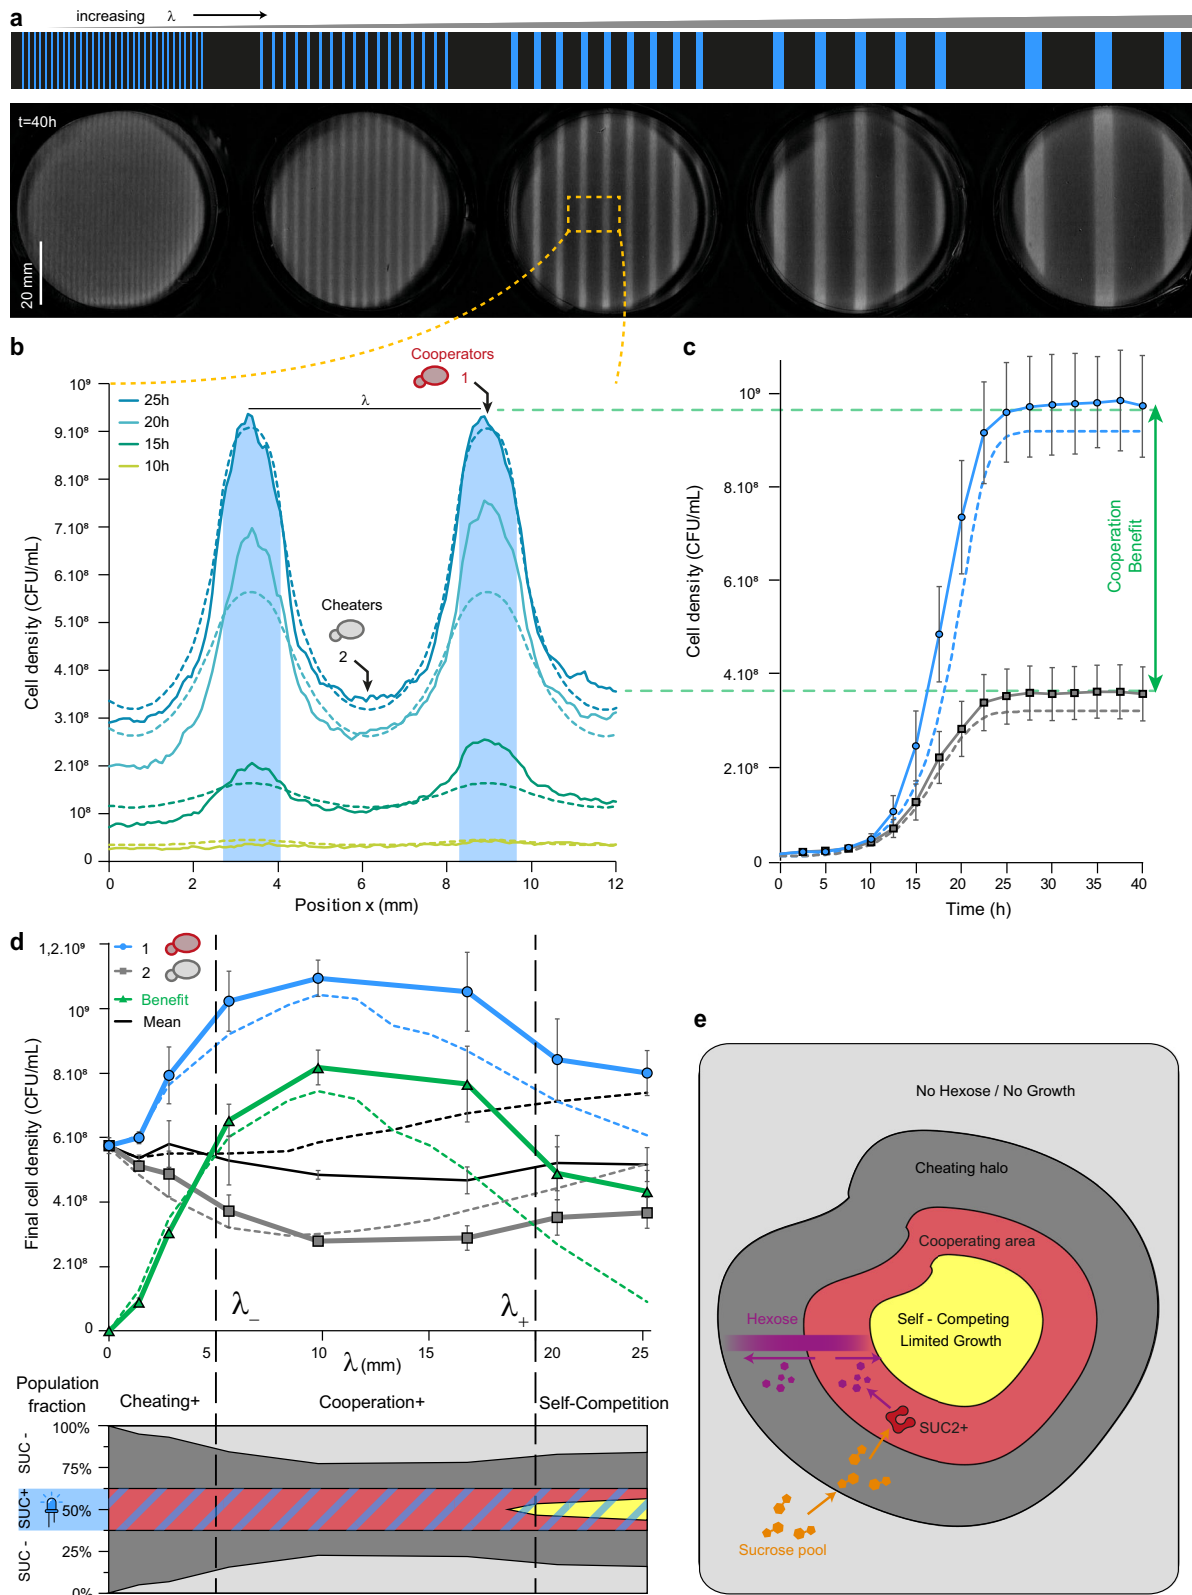 a
increasing λ
t=40h
20 mm
b
Cooperators
1
λ
25h
20h
15h
10h
10⁹
9.10⁸
8.10⁸
7.10⁸
6.10⁸
5.10⁸
4.10⁸
3.10⁸
2.10⁸
10⁸
0
Cell density (CFU/mL)
Cheaters
2
0 2 4 6 8 10 12
Position x (mm)
c
10⁹
8.10⁸
6.10⁸
4.10⁸
2.10⁸
0
Cell density (CFU/mL)
Cooperation
Benefit
0 5 10 15 20 25 30 35 40
Time (h)
d
1
2
Benefit
Mean
1,2.10⁹
10⁹
8.10⁸
6.10⁸
4.10⁸
2.10⁸
0
Final cell density (CFU/mL)
λ−
λ+
0 5 10 15 20 25
λ (mm)
Population
fraction
Cheating+
Cooperation+
Self-Competition
100%
75%
50%
25%
0%
SUC -
SUC+
SUC -
e
No Hexose / No Growth
Cheating halo
Cooperating area
Self - Competing
Limited Growth
Hexose
SUC2+
Sucrose pool